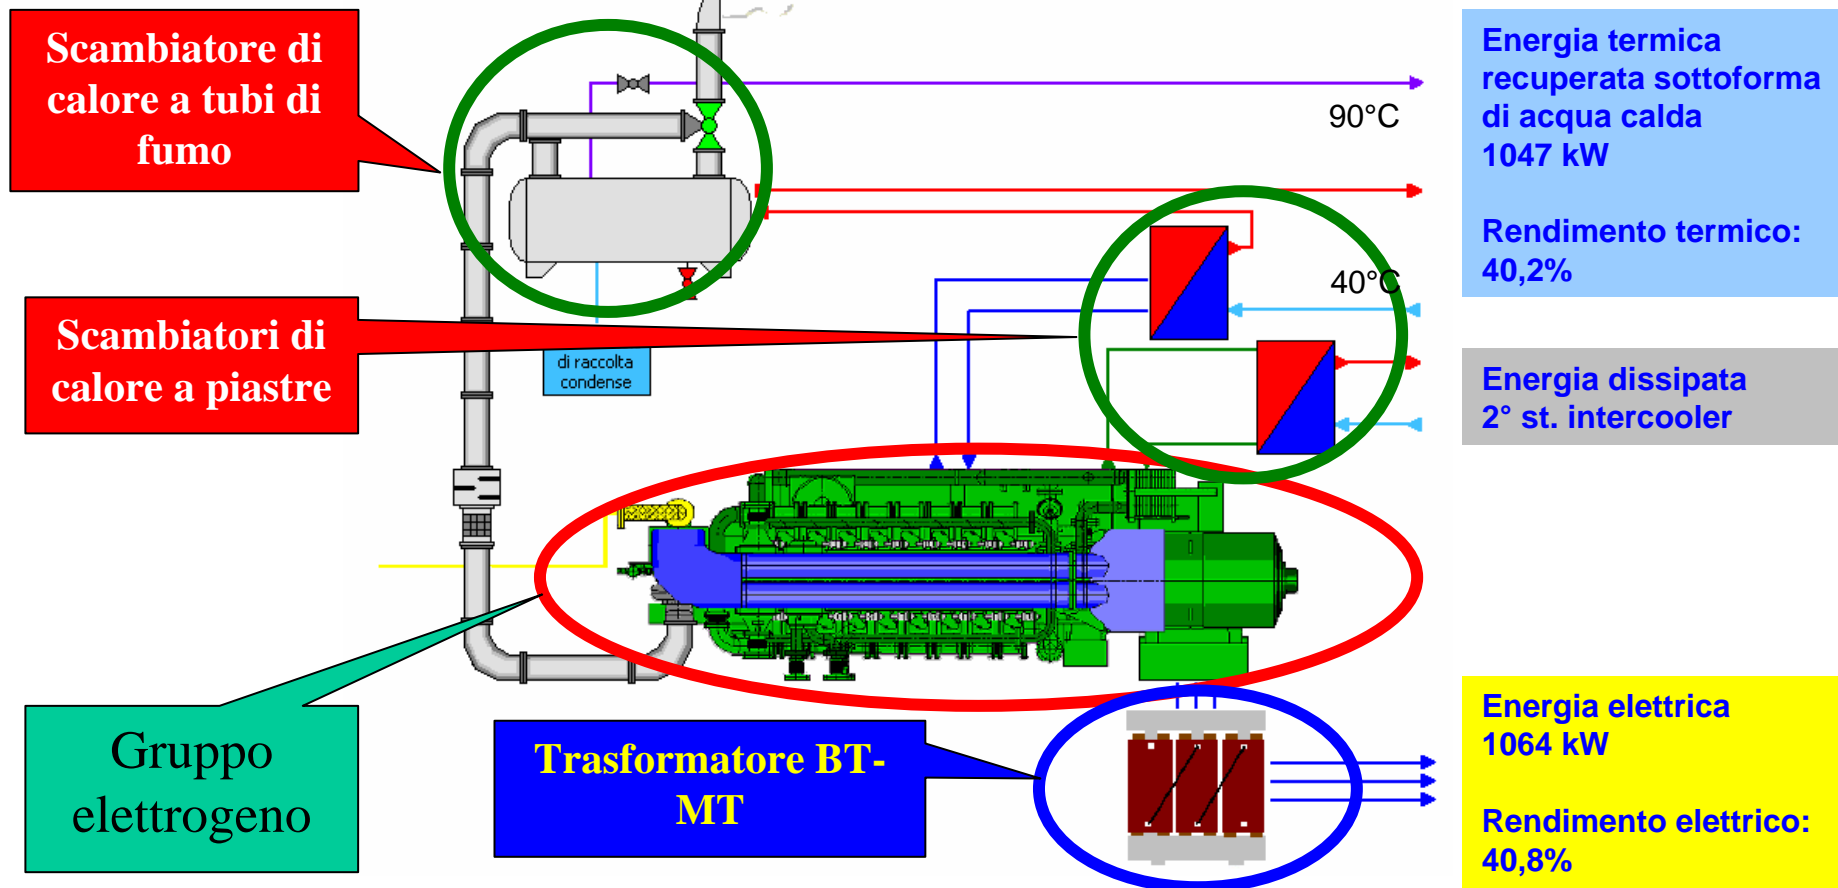 Scambiatore di
calore a tubi di
fumo
90°C
Energia termica
recuperata sottoforma
di acqua calda
1047 kW
Rendimento termico:
40,2%
40°C
Scambiatori di
calore a piastre
di raccolta
condense
Energia dissipata
2° st. intercooler
Gruppo
elettrogeno
Trasformatore BT-
MT
Energia elettrica
1064 kW
Rendimento elettrico:
40,8%